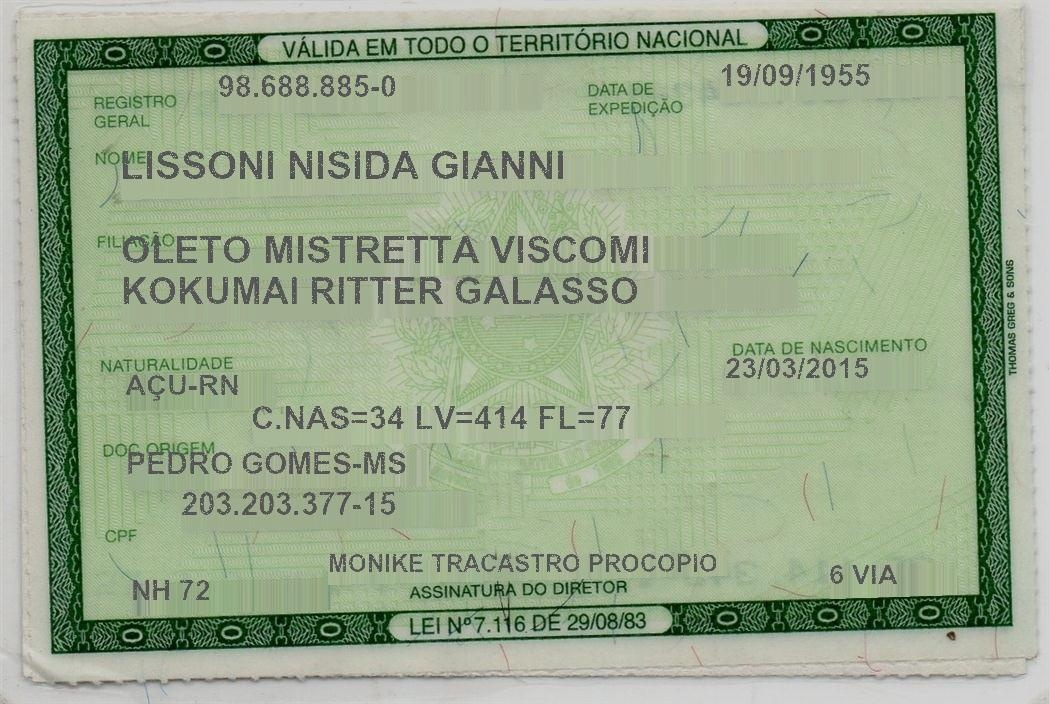 VÁLIDA EM TODO O TERRITÓRIO NACIONAL
REGISTRO GERAL 98.688.885-0 DATA DE EXPEDIÇÃO 19/09/1955
NOME LISSONI NISIDA GIANNI
FILIAÇÃO OLETO MISTRETTA VISCOMI
KOKUMAI RITTER GALASSO
NATURALIDADE DATA DE NASCIMENTO
AÇU-RN 23/03/2015
C.NAS=34 LV=414 FL=77
DOC ORIGEM
PEDRO GOMES-MS
203.203.377-15
CPF
MONIKE TRACASTRO PROCOPIO
NH 72 ASSINATURA DO DIRETOR 6 VIA
LEI Nº 7.116 DE 29/08/83
THOMAS GREG & SONS